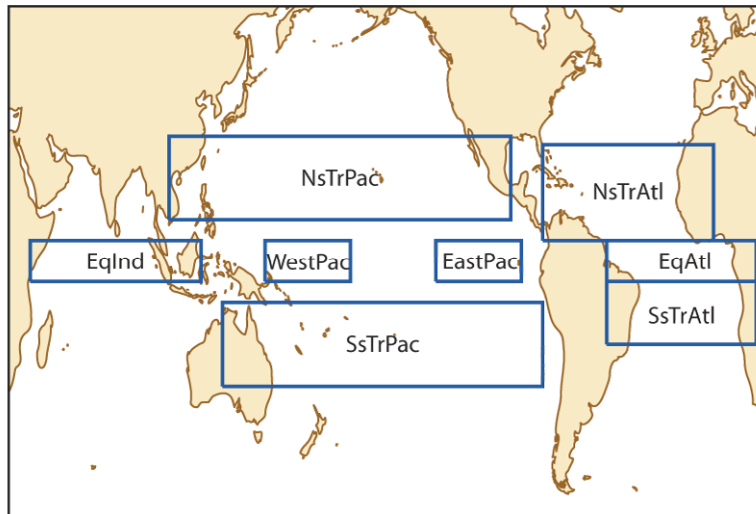 NsTrPac
NsTrAtl
EqInd
WestPac
EastPac
EqAtl
SsTrPac
SsTrAtl